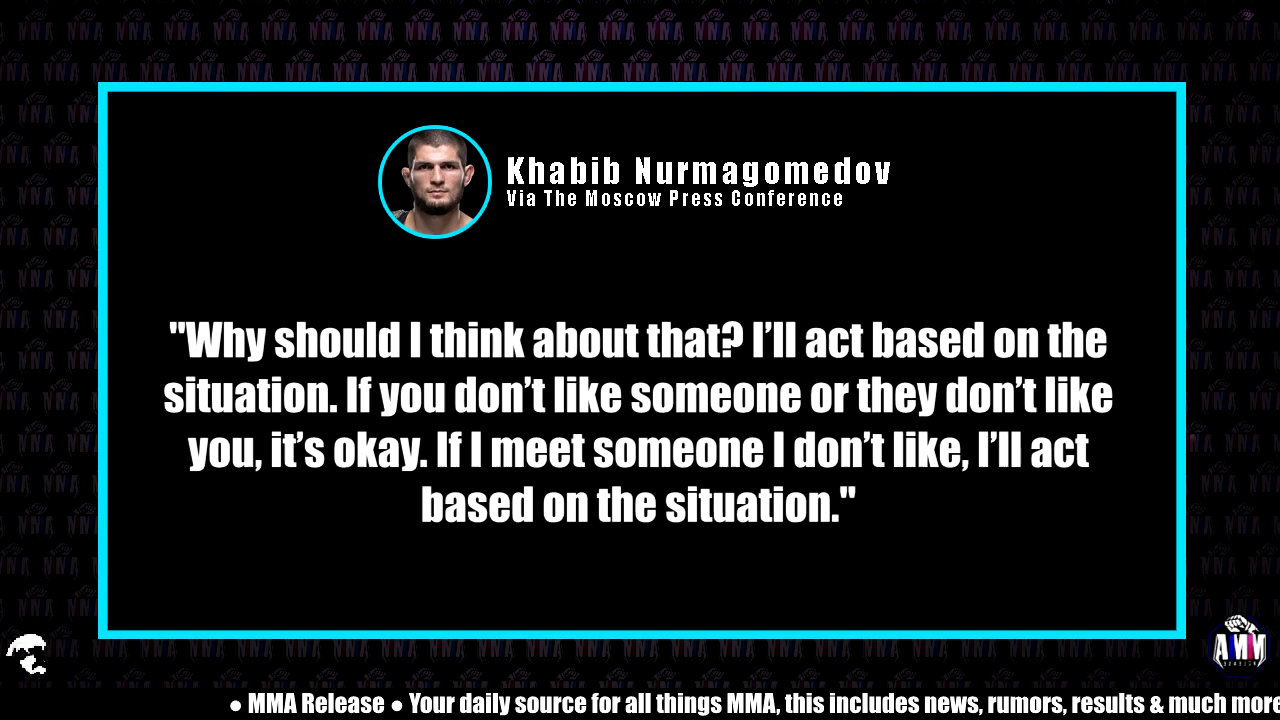 Khabib Nurmagomedov
Via The Moscow Press Conference
"Why should I think about that? I’ll act based on the
situation. If you don’t like someone or they don’t like
you, it’s okay. If I meet someone I don’t like, I’ll act
based on the situation."
● MMA Release ● Your daily source for all things MMA, this includes news, rumors, results & much more